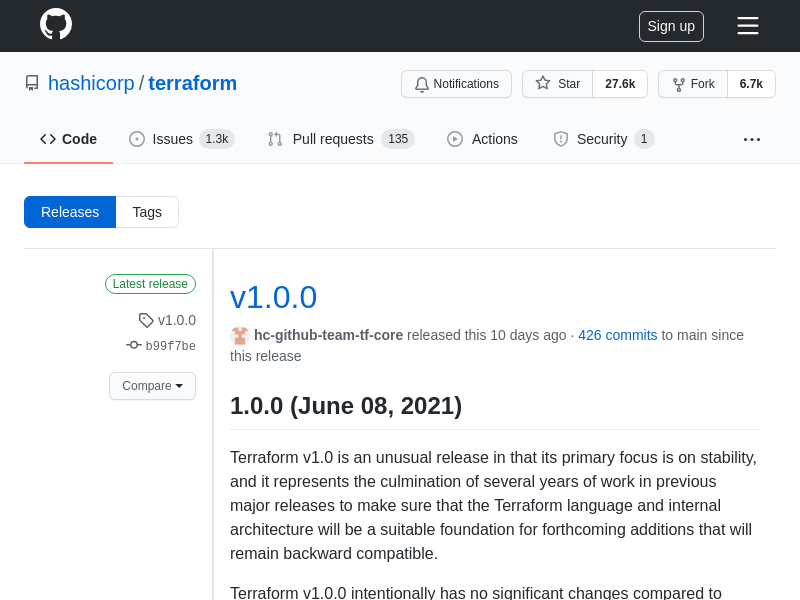 Sign up
hashicorp / terraform
Notifications
Star 27.6k
Fork 6.7k
Code
Issues 1.3k
Pull requests 135
Actions
Security 1
Releases Tags
Latest release
v1.0.0
b99f7be
Compare
v1.0.0
hc-github-team-tf-core released this 10 days ago · 426 commits to main since
this release
1.0.0 (June 08, 2021)
Terraform v1.0 is an unusual release in that its primary focus is on stability,
and it represents the culmination of several years of work in previous
major releases to make sure that the Terraform language and internal
architecture will be a suitable foundation for forthcoming additions that will
remain backward compatible.
Terraform v1.0.0 intentionally has no significant changes compared to